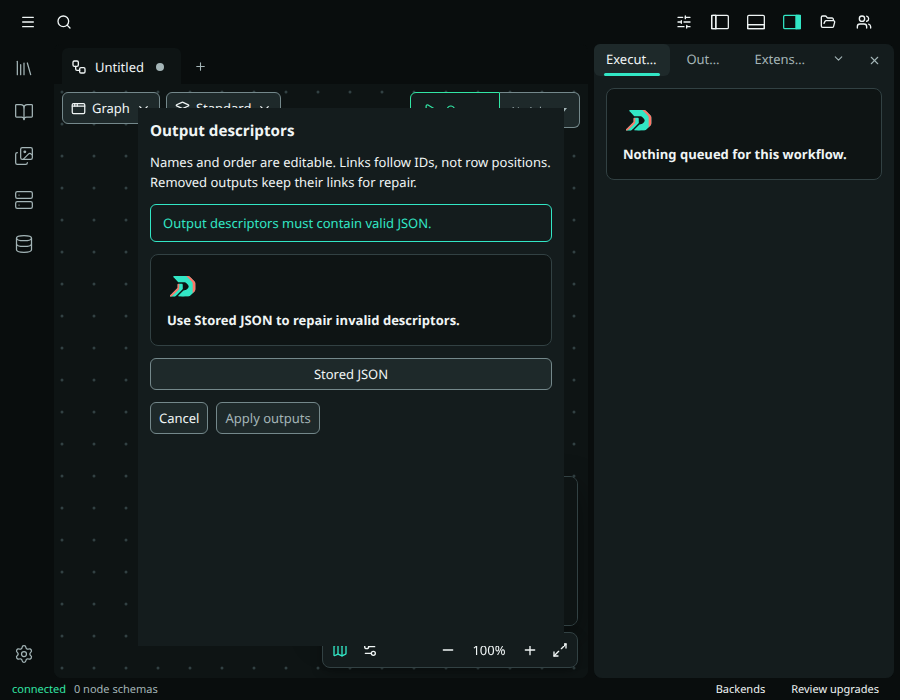 Untitled
Execut...
Out...
Extens...
Graph
Standard
Output descriptors
Names and order are editable. Links follow IDs, not row positions.
Removed outputs keep their links for repair.
Output descriptors must contain valid JSON.
Use Stored JSON to repair invalid descriptors.
Stored JSON
Cancel
Apply outputs
Nothing queued for this workflow.
100%
connected
0 node schemas
Backends
Review upgrades